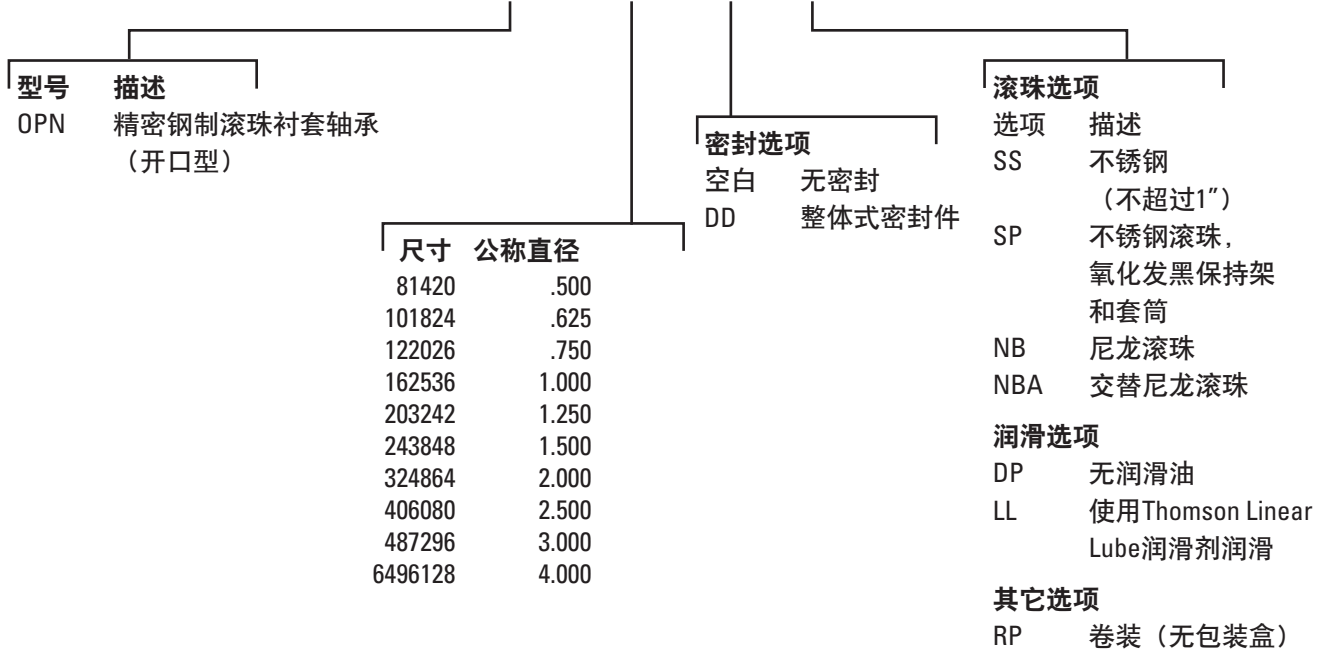 型号 描述
OPN 精密钢制滚珠衬套轴承
（开口型）
尺寸 公称直径
81420 .500
101824 .625
122026 .750
162536 1.000
203242 1.250
243848 1.500
324864 2.000
406080 2.500
487296 3.000
6496128 4.000
密封选项
空白 无密封
DD 整体式密封件
滚珠选项
选项 描述
SS 不锈钢
（不超过1″）
SP 不锈钢滚珠，
氧化发黑保持架
和套筒
NB 尼龙滚珠
NBA 交替尼龙滚珠
润滑选项
DP 无润滑油
LL 使用Thomson Linear
Lube润滑剂润滑
其它选项
RP 卷装（无包装盒）